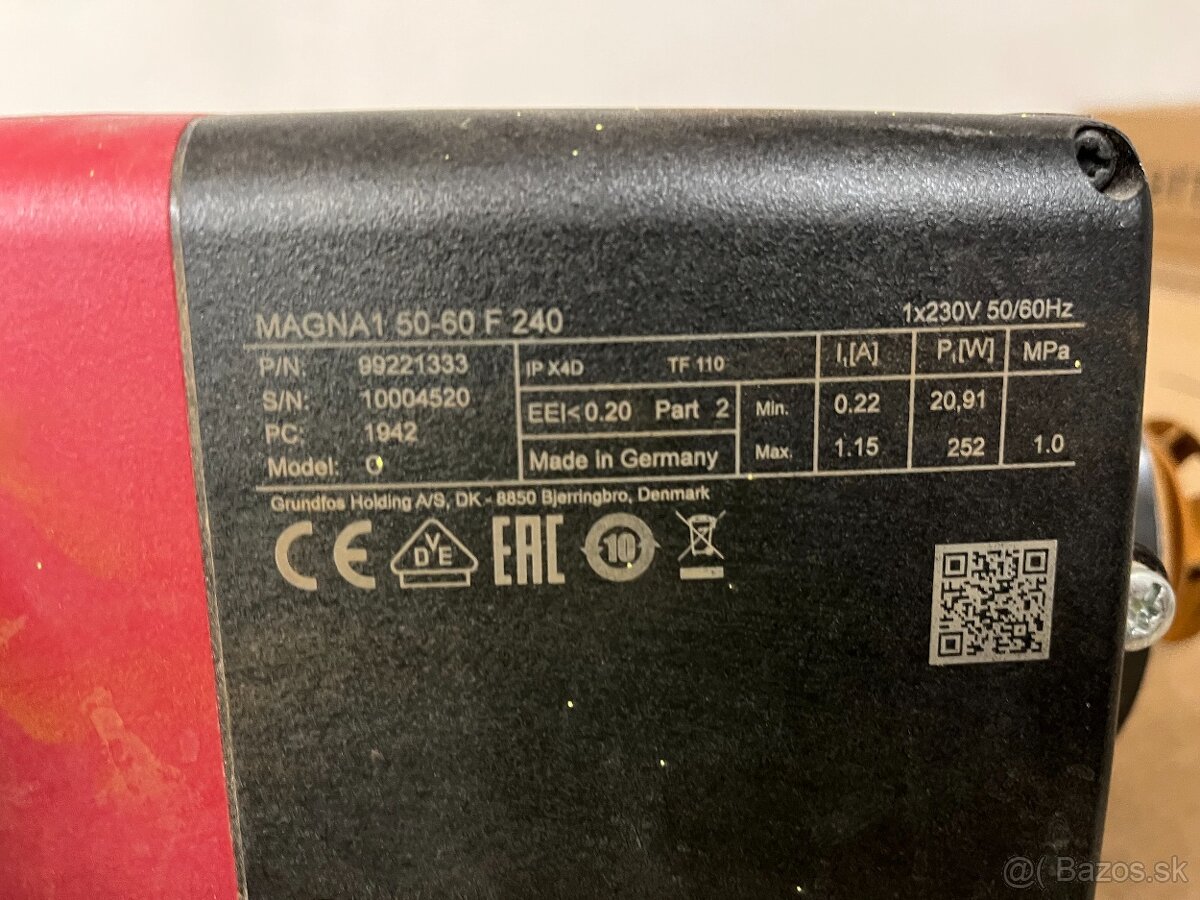 MAGNA1 50-60 F 240 1x230V 50/60Hz
P/N: 99221333 IP X4D TF 110 I1[A] P1[W] MPa
S/N: 10004520 EEI<0.20 Part 2 Min. 0.22 20,91
PC: 1942 Made in Germany Max. 1.15 252 1.0
Model:
Grundfos Holding A/S, DK - 8850 Bjerringbro, Denmark
CE DVE EAC 10
@( Bazos.sk